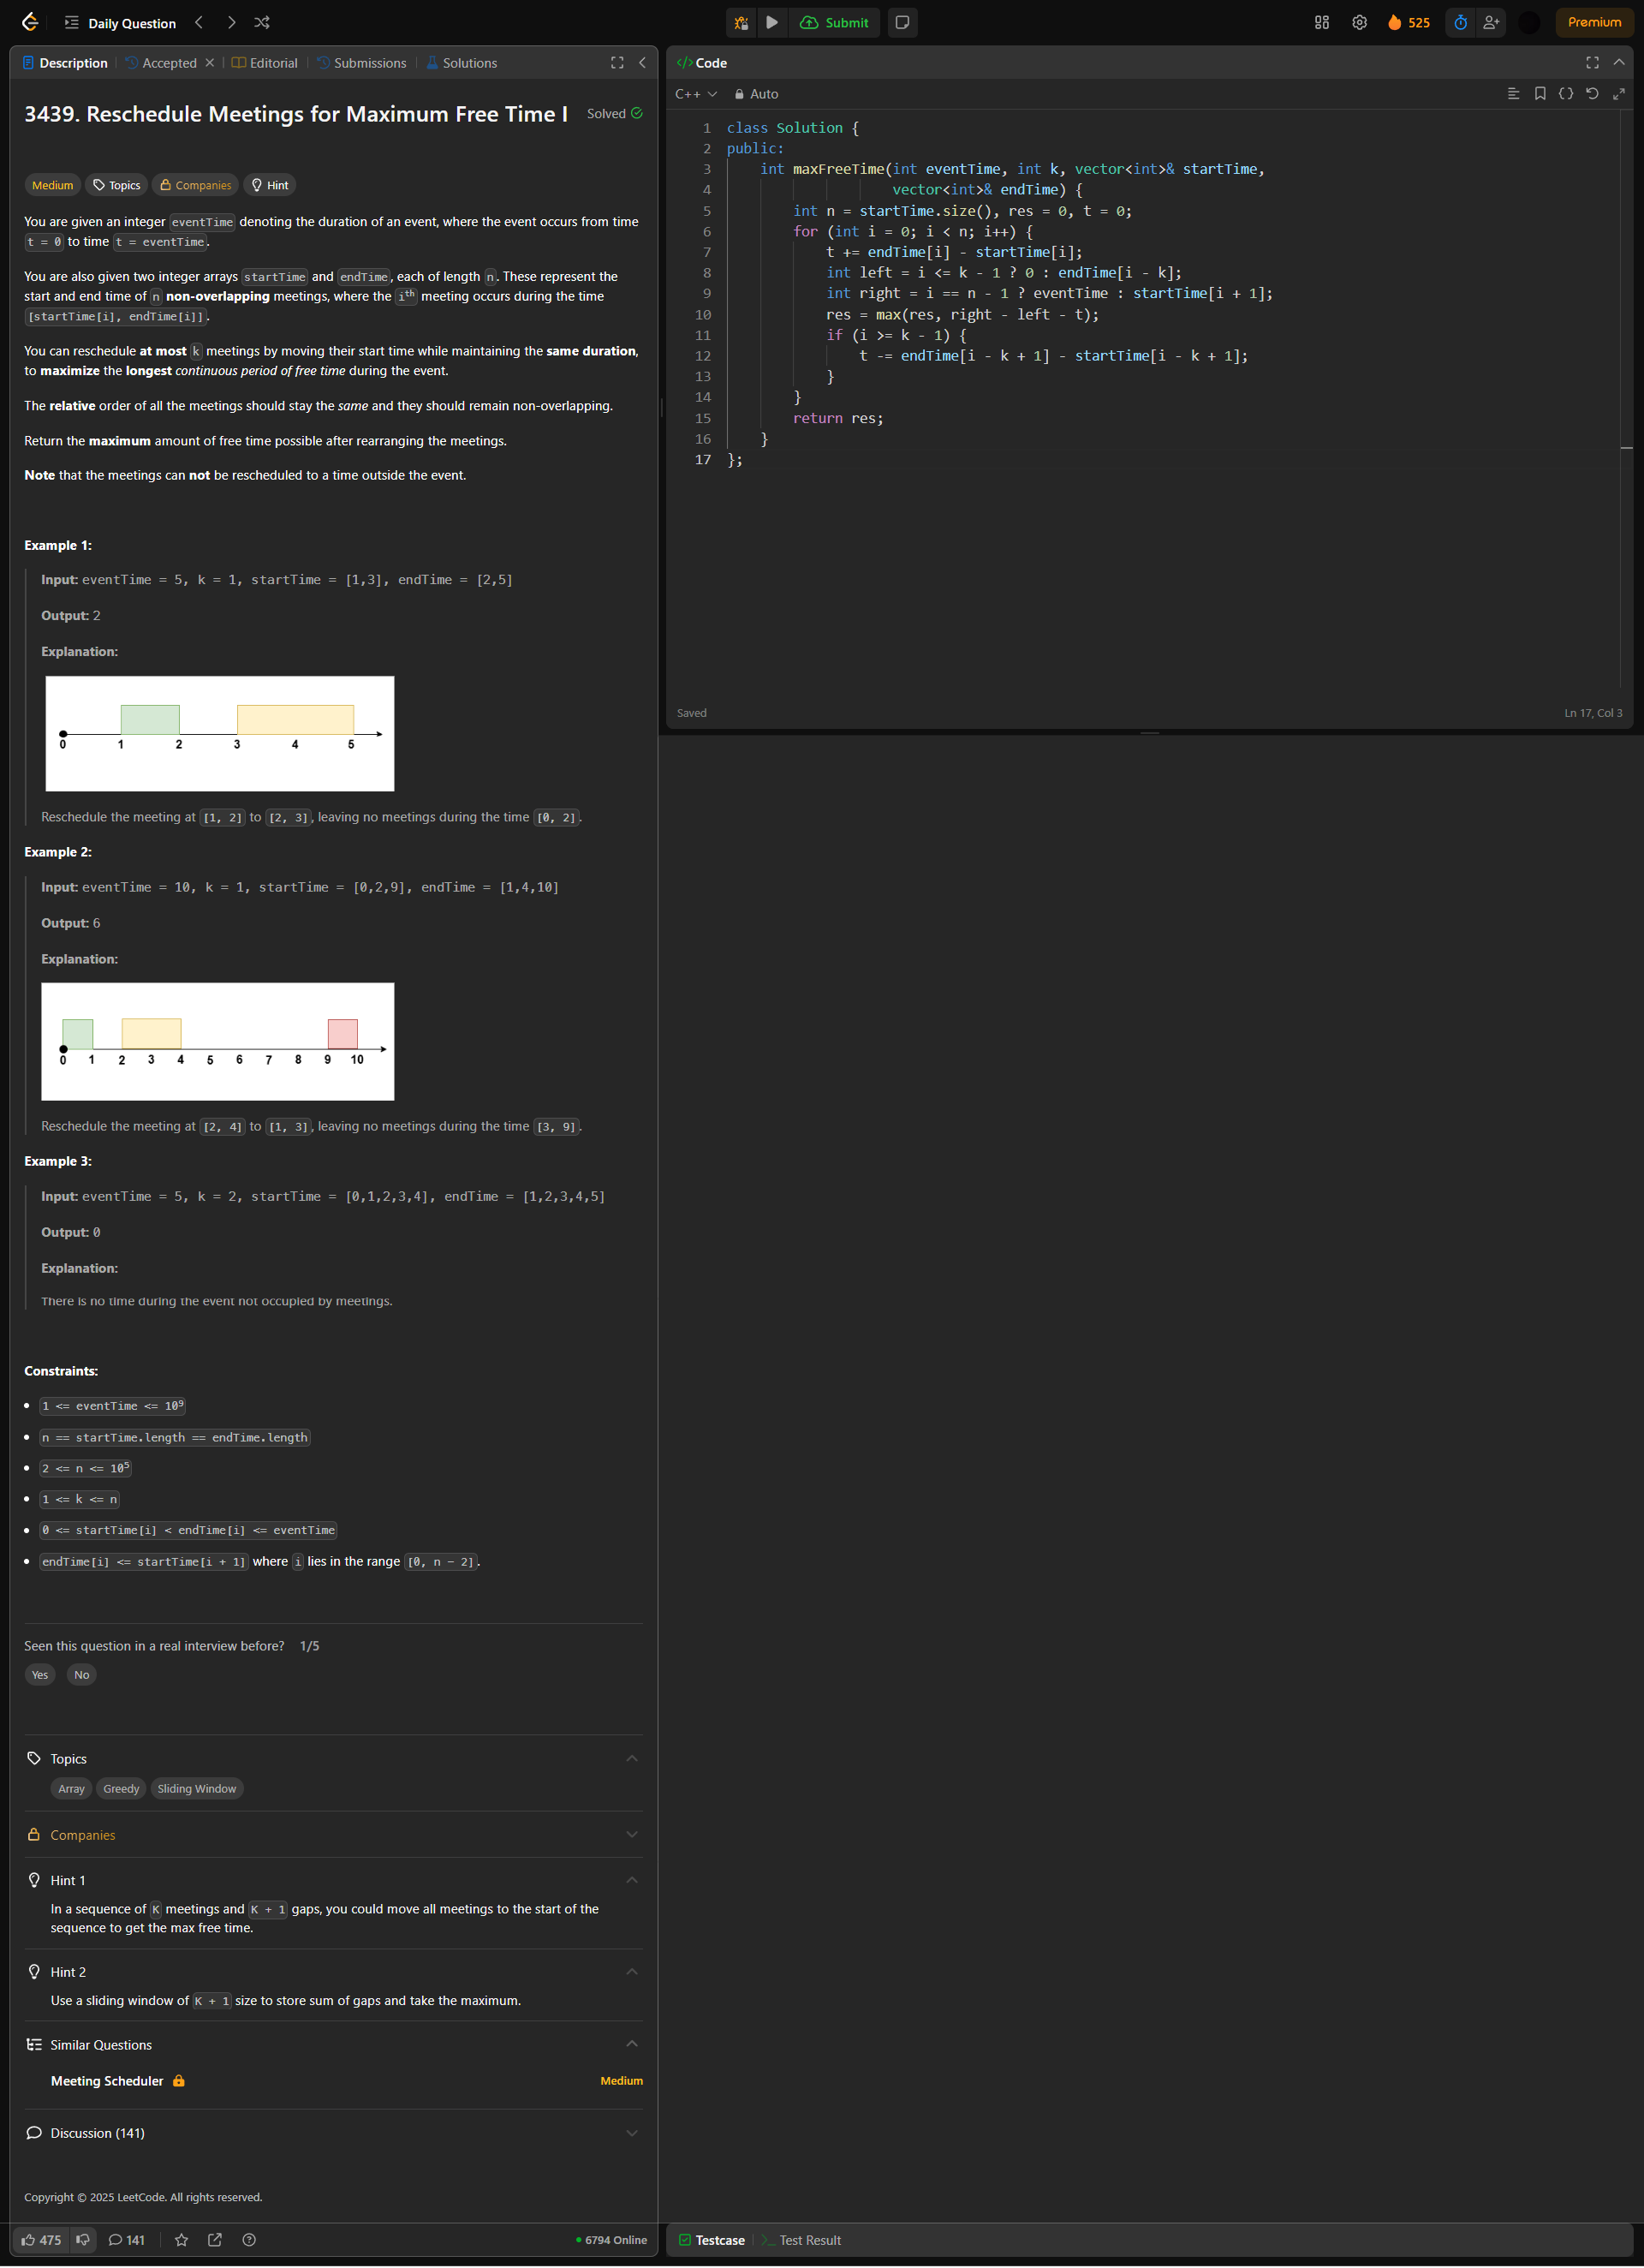 Daily Question
Submit
525
Premium
Description
Accepted
Editorial
Submissions
Solutions
3439. Reschedule Meetings for Maximum Free Time I
Solved
Medium
Topics
Companies
Hint
You are given an integer eventTime denoting the duration of an event, where the event occurs from time
t = 0 to time t = eventTime.
You are also given two integer arrays startTime and endTime, each of length n. These represent the
start and end time of n non-overlapping meetings, where the ith meeting occurs during the time
[startTime[i], endTime[i]].
You can reschedule at most k meetings by moving their start time while maintaining the same duration,
to maximize the longest continuous period of free time during the event.
The relative order of all the meetings should stay the same and they should remain non-overlapping.
Return the maximum amount of free time possible after rearranging the meetings.
Note that the meetings can not be rescheduled to a time outside the event.
Example 1:
Input: eventTime = 5, k = 1, startTime = [1,3], endTime = [2,5]
Output: 2
Explanation:
0 1 2 3 4 5
Reschedule the meeting at [1, 2] to [2, 3], leaving no meetings during the time [0, 2].
Example 2:
Input: eventTime = 10, k = 1, startTime = [0,2,9], endTime = [1,4,10]
Output: 6
Explanation:
0 1 2 3 4 5 6 7 8 9 10
Reschedule the meeting at [2, 4] to [1, 3], leaving no meetings during the time [3, 9].
Example 3:
Input: eventTime = 5, k = 2, startTime = [0,1,2,3,4], endTime = [1,2,3,4,5]
Output: 0
Explanation:
There is no time during the event not occupied by meetings.
Constraints:
1 <= eventTime <= 10⁹
n == startTime.length == endTime.length
2 <= n <= 10⁵
1 <= k <= n
0 <= startTime[i] < endTime[i] <= eventTime
endTime[i] <= startTime[i + 1] where i lies in the range [0, n - 2].
Seen this question in a real interview before? 1/5
Yes
No
Topics
Array
Greedy
Sliding Window
Companies
Hint 1
In a sequence of K meetings and K + 1 gaps, you could move all meetings to the start of the
sequence to get the max free time.
Hint 2
Use a sliding window of K + 1 size to store sum of gaps and take the maximum.
Similar Questions
Meeting Scheduler
Medium
Discussion (141)
Copyright © 2025 LeetCode. All rights reserved.
475
141
6794 Online
</>Code
C++
Auto
1 class Solution {
2 public:
3     int maxFreeTime(int eventTime, int k, vector<int>& startTime,
4                     vector<int>& endTime) {
5         int n = startTime.size(), res = 0, t = 0;
6         for (int i = 0; i < n; i++) {
7             t += endTime[i] - startTime[i];
8             int left = i <= k - 1 ? 0 : endTime[i - k];
9             int right = i == n - 1 ? eventTime : startTime[i + 1];
10             res = max(res, right - left - t);
11             if (i >= k - 1) {
12                 t -= endTime[i - k + 1] - startTime[i - k + 1];
13             }
14         }
15         return res;
16     }
17 };
Saved
Ln 17, Col 3
Testcase
>_ Test Result